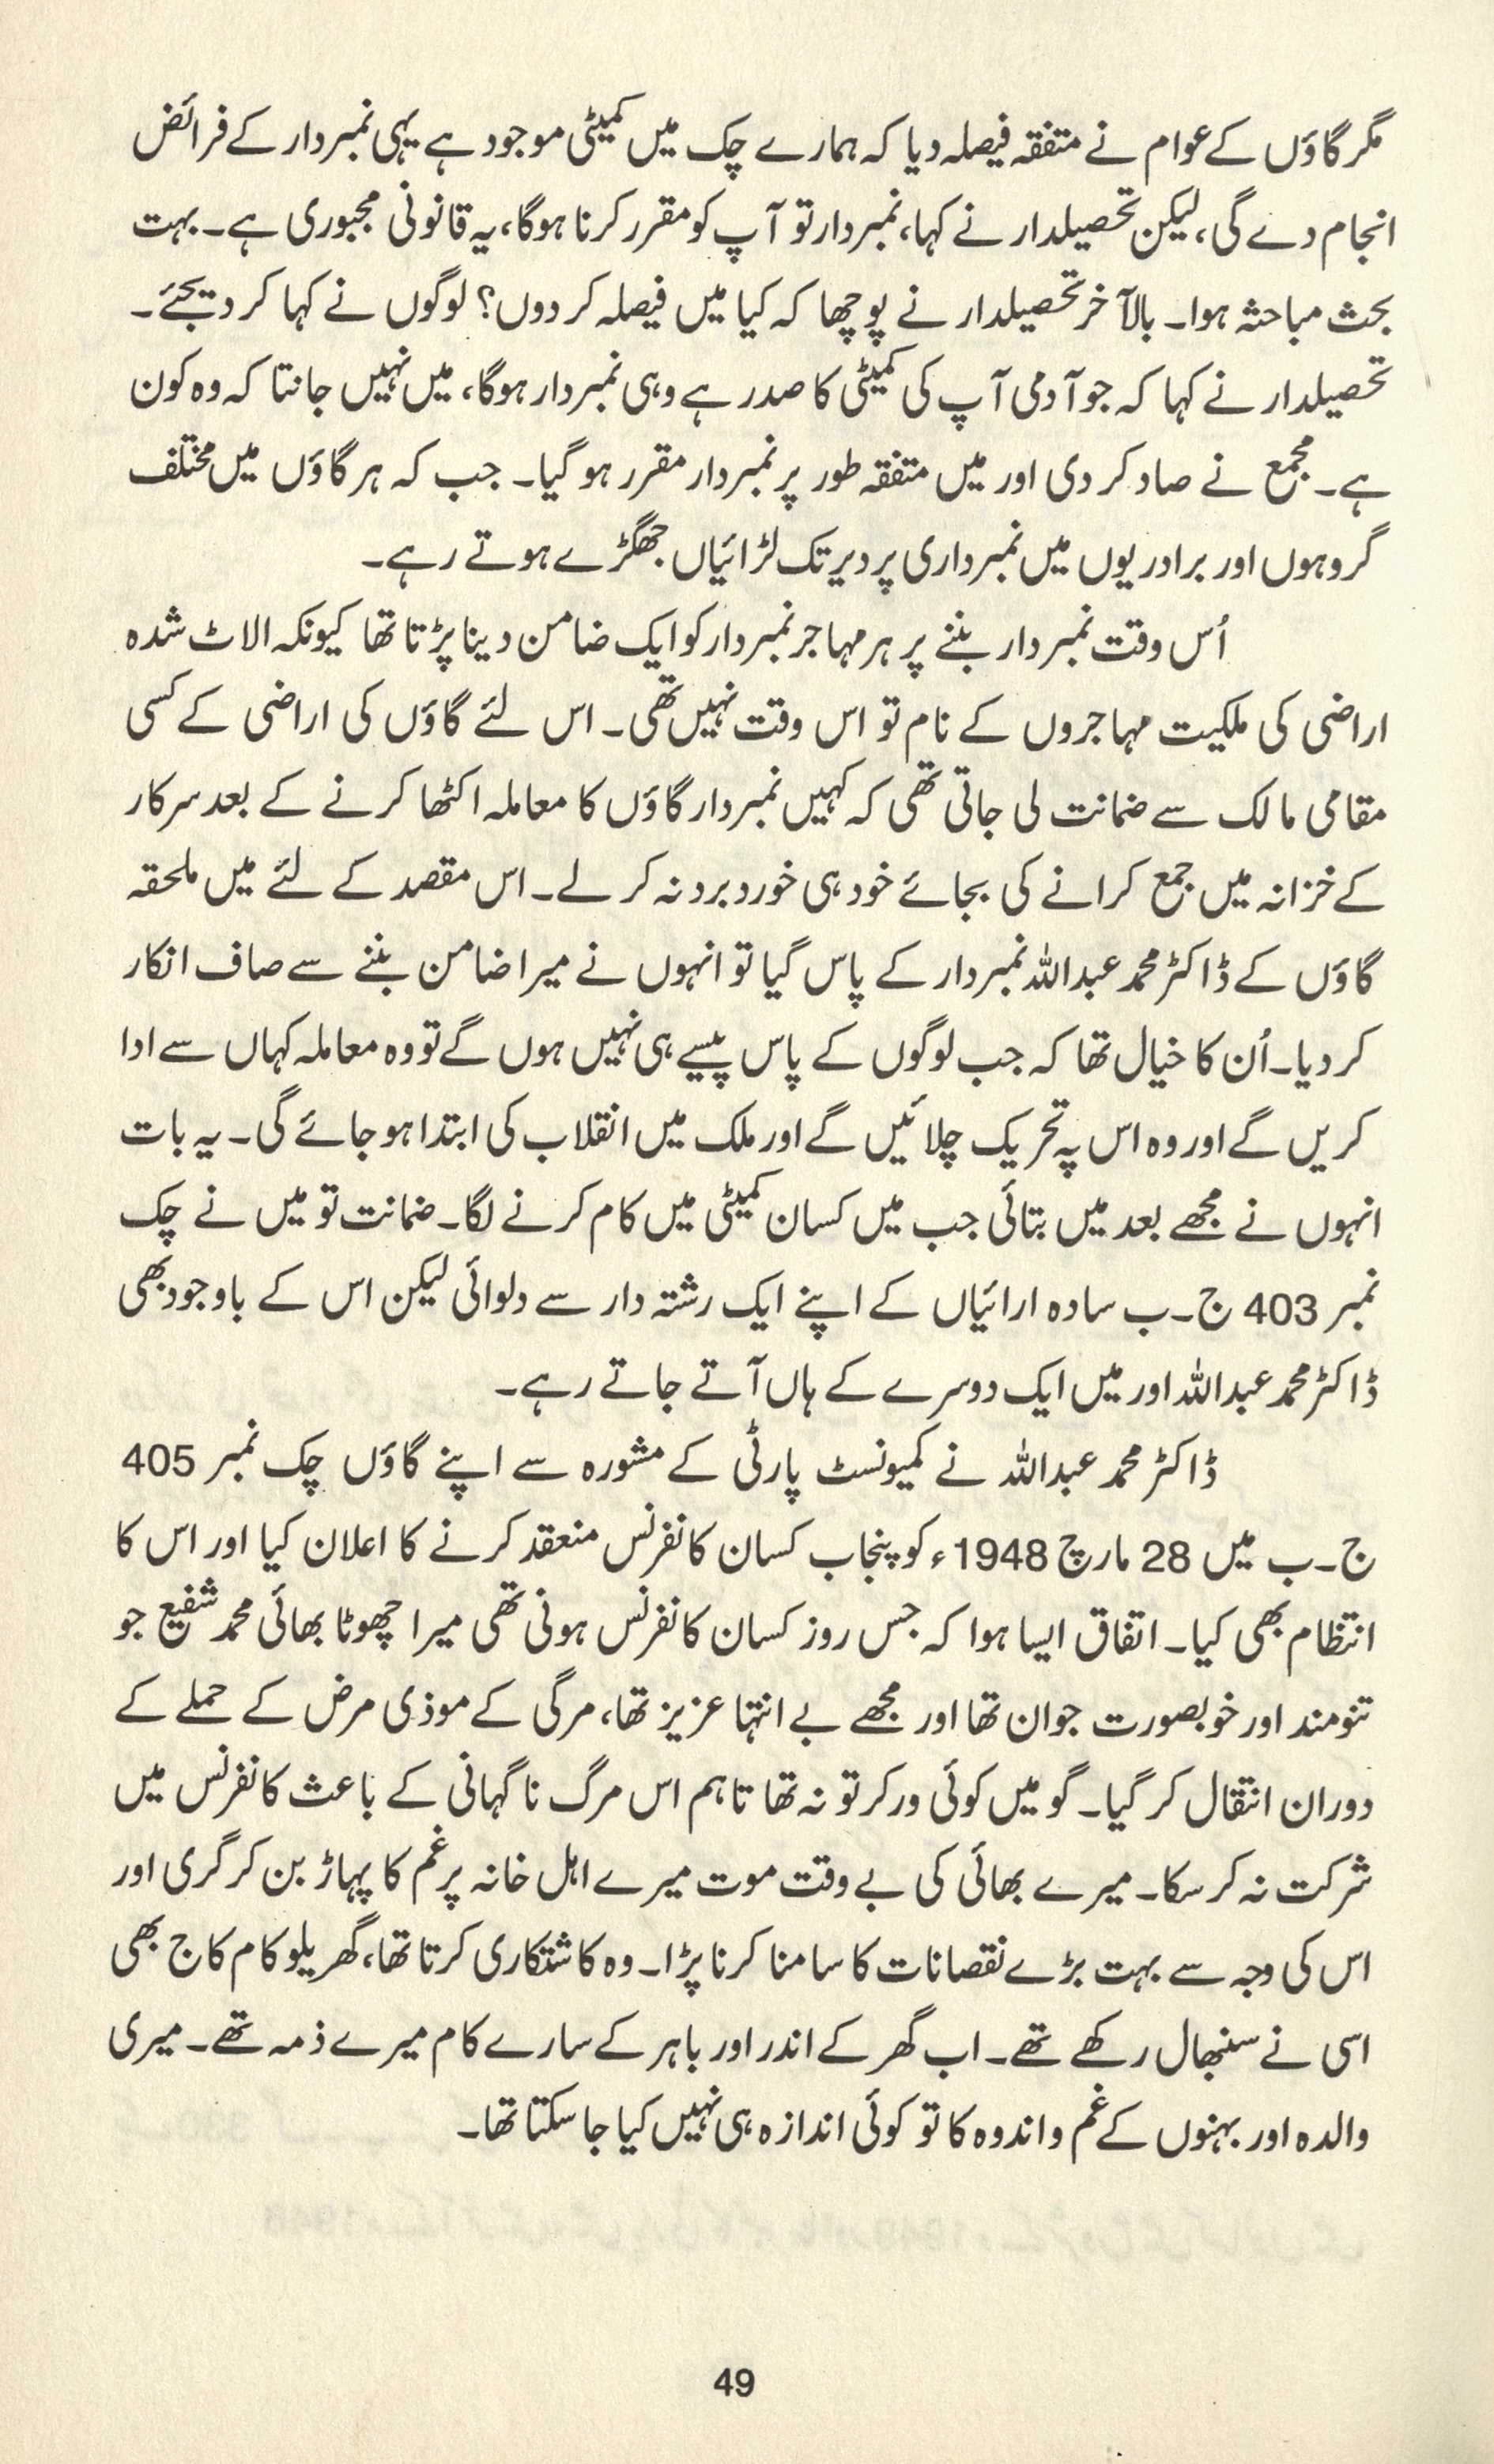 مگر گاؤں کے عوام نے متفقہ فیصلہ دیا کہ ہمارے چک میں کمیٹی موجود ہے یہی نمبردار کے فرائض
انجام دے گی، لیکن تحصیلدار نے کہا، نمبردار تو آپ کو مقرر کرنا ہوگا، یہ قانونی مجبوری ہے۔ بہت
بحث مباحثہ ہوا۔ بالآخر تحصیلدار نے پوچھا کہ کیا میں فیصلہ کر دوں؟ لوگوں نے کہا کر دیجئے۔
تحصیلدار نے کہا کہ جو آدمی آپ کی کمیٹی کا صدر ہے وہی نمبردار ہوگا، میں نہیں جانتا کہ وہ کون
ہے۔ مجمع نے صاد کر دی اور میں متفقہ طور پر نمبردار مقرر ہو گیا۔ جب کہ ہر گاؤں میں مختلف
گروہوں اور برادریوں میں نمبرداری پر دیر تک لڑائیاں جھگڑے ہوتے رہے۔
اُس وقت نمبردار بننے پر ہر مہاجر نمبردار کو ایک ضامن دینا پڑتا تھا کیونکہ الاٹ شدہ
اراضی کی ملکیت مہاجروں کے نام تو اس وقت نہیں تھی۔ اس لئے گاؤں کی اراضی کے کسی
مقامی مالک سے ضمانت لی جاتی تھی کہ کہیں نمبردار گاؤں کا معاملہ اکٹھا کرنے کے بعد سرکار
کے خزانہ میں جمع کرانے کی بجائے خود ہی خورد برد نہ کر لے۔ اس مقصد کے لئے میں ملحقہ
گاؤں کے ڈاکٹر محمد عبداللہ نمبردار کے پاس گیا تو انہوں نے میرا ضامن بننے سے صاف انکار
کر دیا۔ اُن کا خیال تھا کہ جب لوگوں کے پاس پیسے ہی نہیں ہوں گے تو وہ معاملہ کہاں سے ادا
کریں گے اور وہ اس پہ تحریک چلائیں گے اور ملک میں انقلاب کی ابتدا ہو جائے گی۔ یہ بات
انہوں نے مجھے بعد میں بتائی جب میں کسان کمیٹی میں کام کرنے لگا۔ ضمانت تو میں نے چک
نمبر 403 ج۔ب سادہ ارائیاں کے اپنے ایک رشتہ دار سے دلوائی لیکن اس کے باوجود بھی
ڈاکٹر محمد عبداللہ اور میں ایک دوسرے کے ہاں آتے جاتے رہے۔
ڈاکٹر محمد عبداللہ نے کمیونسٹ پارٹی کے مشورہ سے اپنے گاؤں چک نمبر 405
ج۔ب میں 28 مارچ 1948ء کو پنجاب کسان کانفرنس منعقد کرنے کا اعلان کیا اور اس کا
انتظام بھی کیا۔ اتفاق ایسا ہوا کہ جس روز کسان کانفرنس ہونی تھی میرا چھوٹا بھائی محمد شفیع جو
تنومند اور خوبصورت جوان تھا اور مجھے بے انتہا عزیز تھا، مرگی کے موذی مرض کے حملے کے
دوران انتقال کر گیا۔ گو میں کوئی ورکر تو نہ تھا تاہم اس مرگ ناگہانی کے باعث کانفرنس میں
شرکت نہ کر سکا۔ میرے بھائی کی بے وقت موت میرے اہل خانہ پر غم کا پہاڑ بن کر گری اور
اس کی وجہ سے بہت بڑے نقصانات کا سامنا کرنا پڑا۔ وہ کاشتکاری کرتا تھا، گھریلو کام کاج بھی
اسی نے سنبھال رکھے تھے۔ اب گھر کے اندر اور باہر کے سارے کام میرے ذمہ تھے۔ میری
والدہ اور بہنوں کے غم و اندوہ کا تو کوئی اندازہ ہی نہیں کیا جا سکتا تھا۔
49